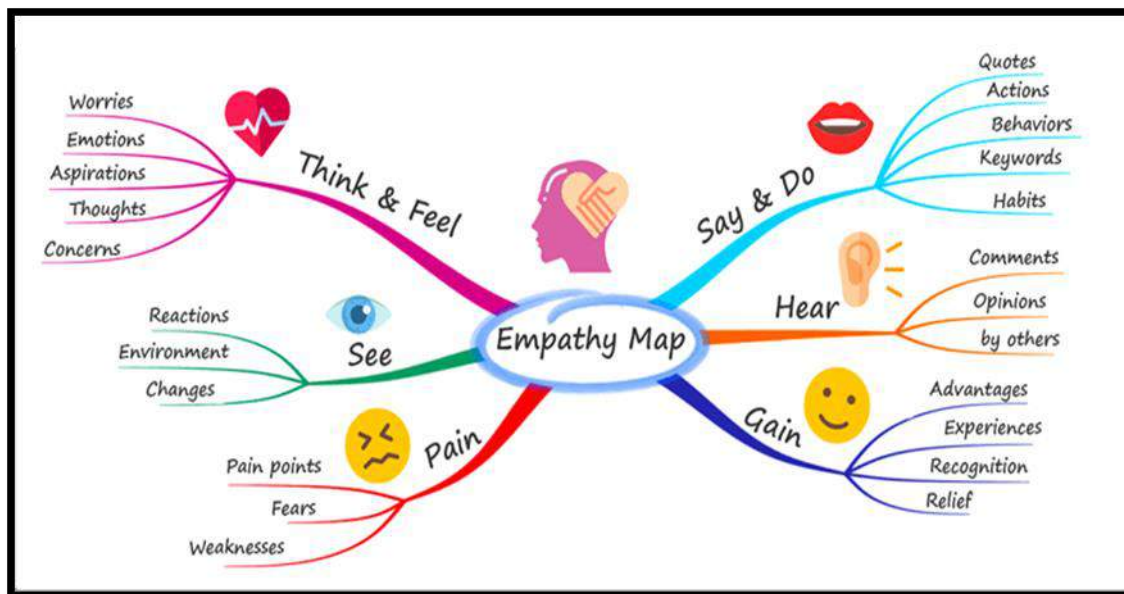 Think & Feel
Worries
Emotions
Aspirations
Thoughts
Concerns
See
Reactions
Environment
Changes
Pain
Pain points
Fears
Weaknesses
Empathy Map
Say & Do
Quotes
Actions
Behaviors
Keywords
Habits
Hear
Comments
Opinions
by others
Gain
Advantages
Experiences
Recognition
Relief